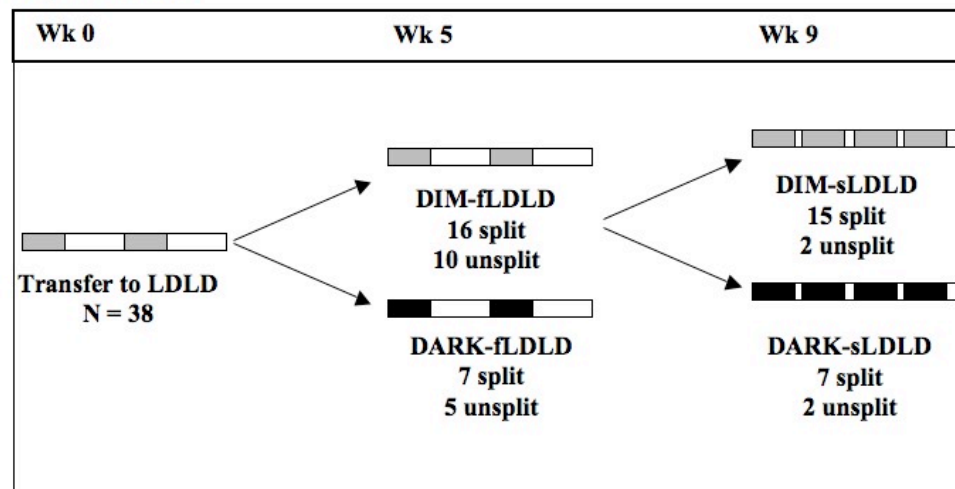 Wk 0
Wk 5
Wk 9
Transfer to LDLD
N = 38
DIM-fLDLD
16 split
10 unsplit
DARK-fLDLD
7 split
5 unsplit
DIM-sLDLD
15 split
2 unsplit
DARK-sLDLD
7 split
2 unsplit